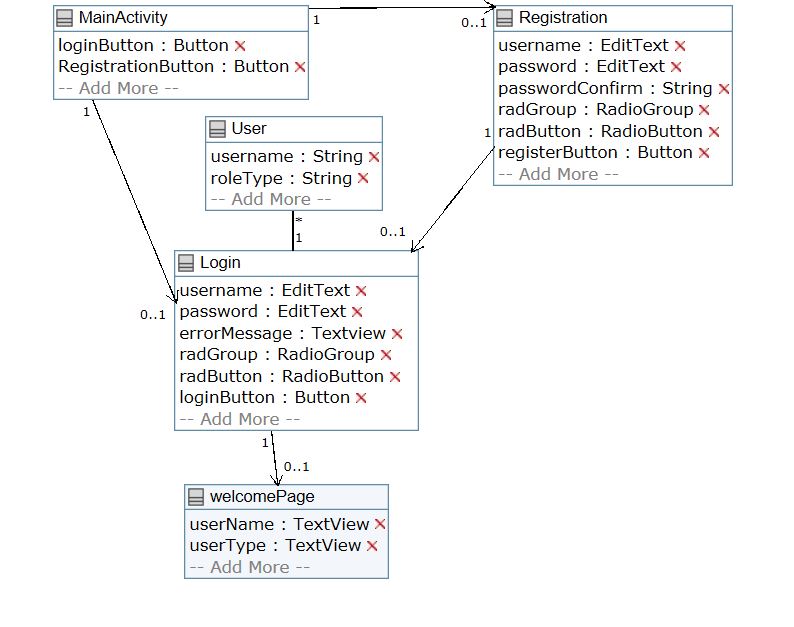 MainActivity
loginButton : Button
RegistrationButton : Button
-- Add More --
1
0..1
Registration
username : EditText
password : EditText
passwordConfirm : String
radGroup : RadioGroup
radButton : RadioButton
registerButton : Button
-- Add More --
1
1
User
username : String
roleType : String
-- Add More --
*
1
0..1
Login
username : EditText
password : EditText
errorMessage : Textview
radGroup : RadioGroup
radButton : RadioButton
loginButton : Button
-- Add More --
0..1
1
0..1
welcomePage
userName : TextView
userType : TextView
-- Add More --